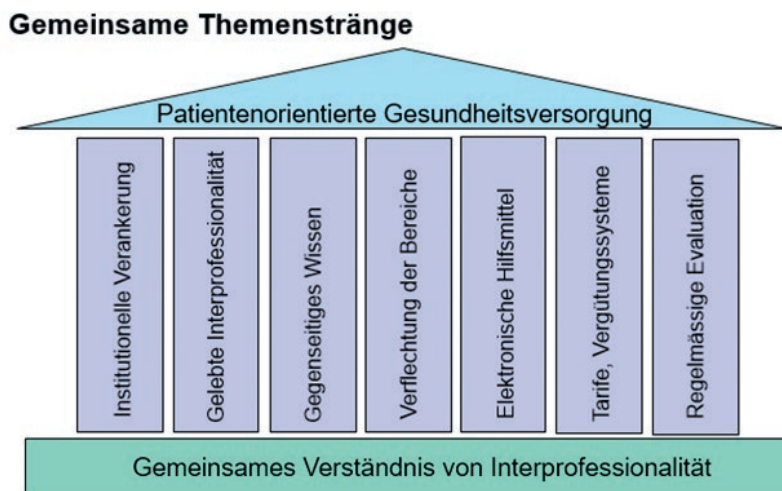 Gemeinsame Themenstränge
Patientenorientierte Gesundheitsversorgung
Institutionelle Verankerung
Gelebte Interprofessionalität
Gegenseitiges Wissen
Verflechtung der Bereiche
Elektronische Hilfsmittel
Tarife, Vergütungssysteme
Regelmässige Evaluation
Gemeinsames Verständnis von Interprofessionalität